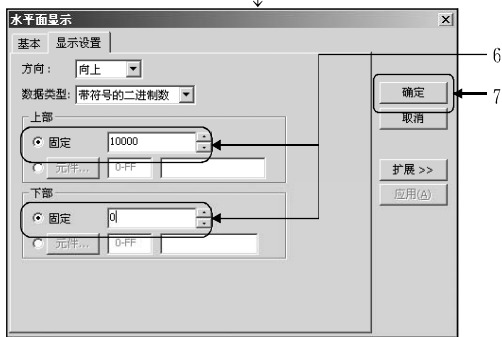 水平面显示
基本 显示设置
方向: 向上
数据类型: 带符号的二进制数
上部
固定 10000
元件... 0-FF
下部
固定 0
元件... 0-FF
确定
取消
扩展 >>
应用(A)
6
7